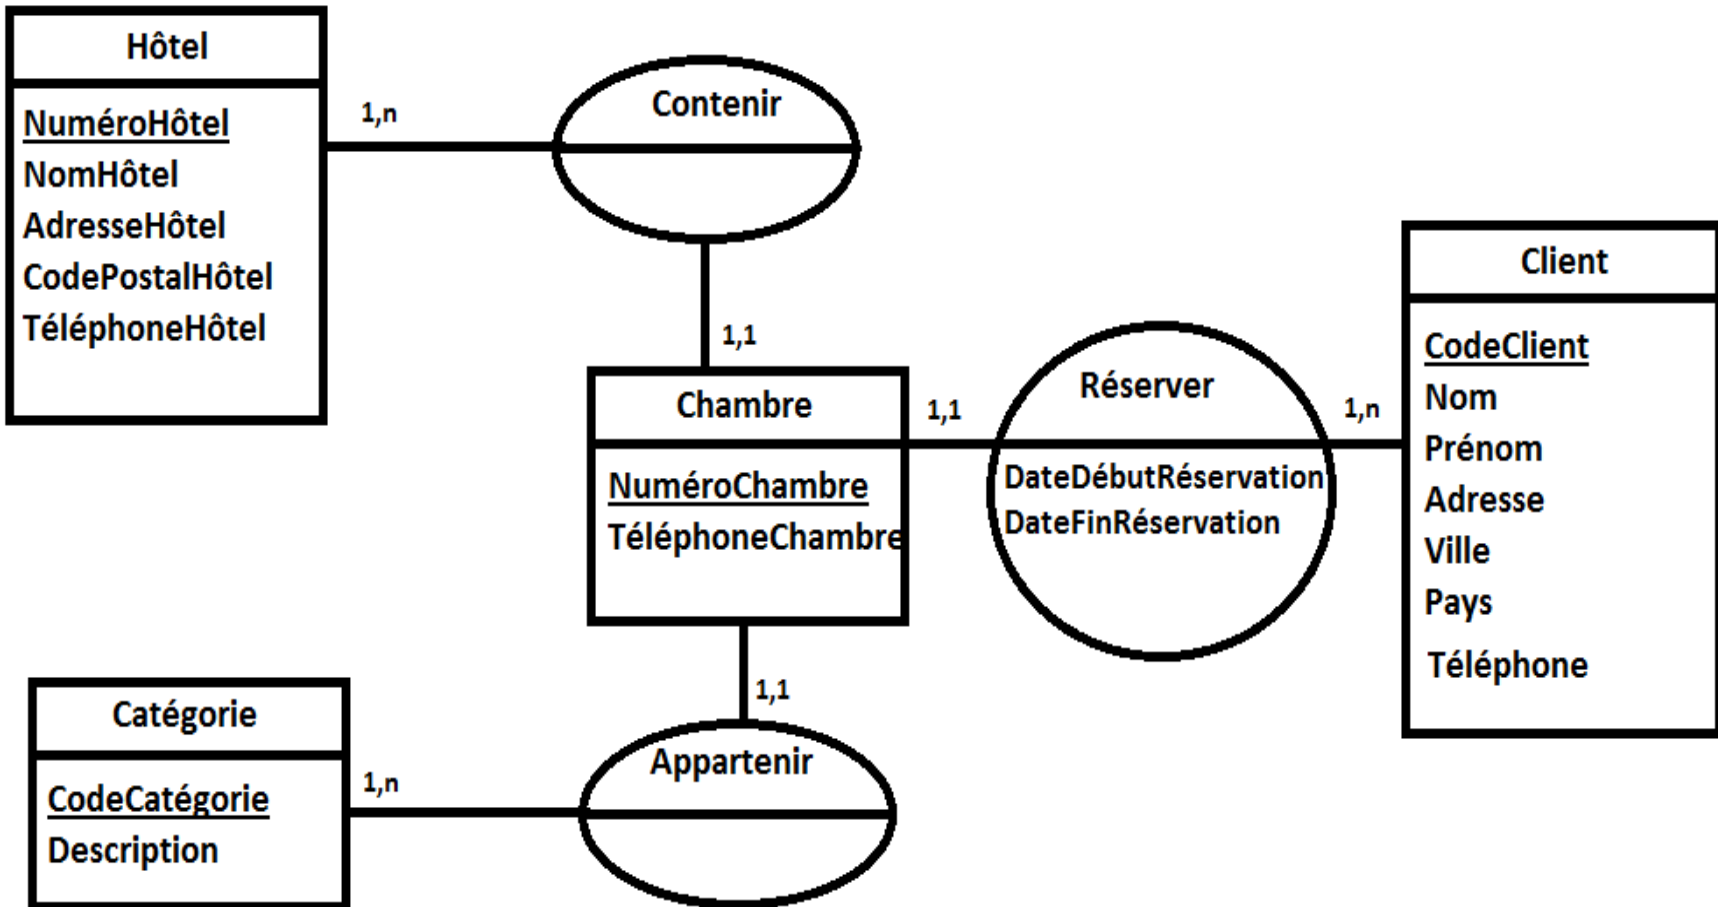 Hôtel
NuméroHôtel
NomHôtel
AdresseHôtel
CodePostalHôtel
TéléphoneHôtel
1,n
Contenir
1,1
Chambre
NuméroChambre
TéléphoneChambre
1,1
Réserver
DateDébutRéservation
DateFinRéservation
1,n
Client
CodeClient
Nom
Prénom
Adresse
Ville
Pays
Téléphone
1,1
Appartenir
1,n
Catégorie
CodeCatégorie
Description